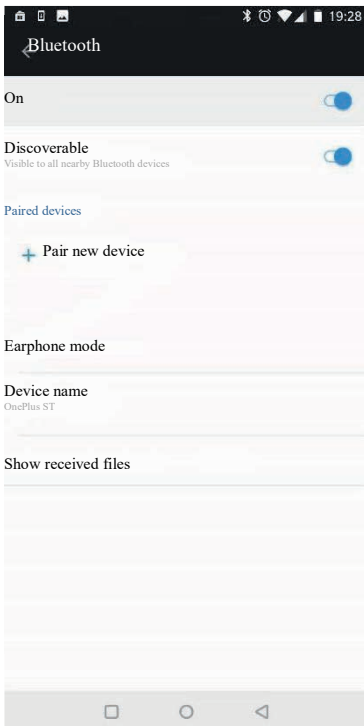 19:28
Bluetooth
On
Discoverable
Visible to all nearby Bluetooth devices
Paired devices
+ Pair new device
Earphone mode
Device name
OnePlus ST
Show received files